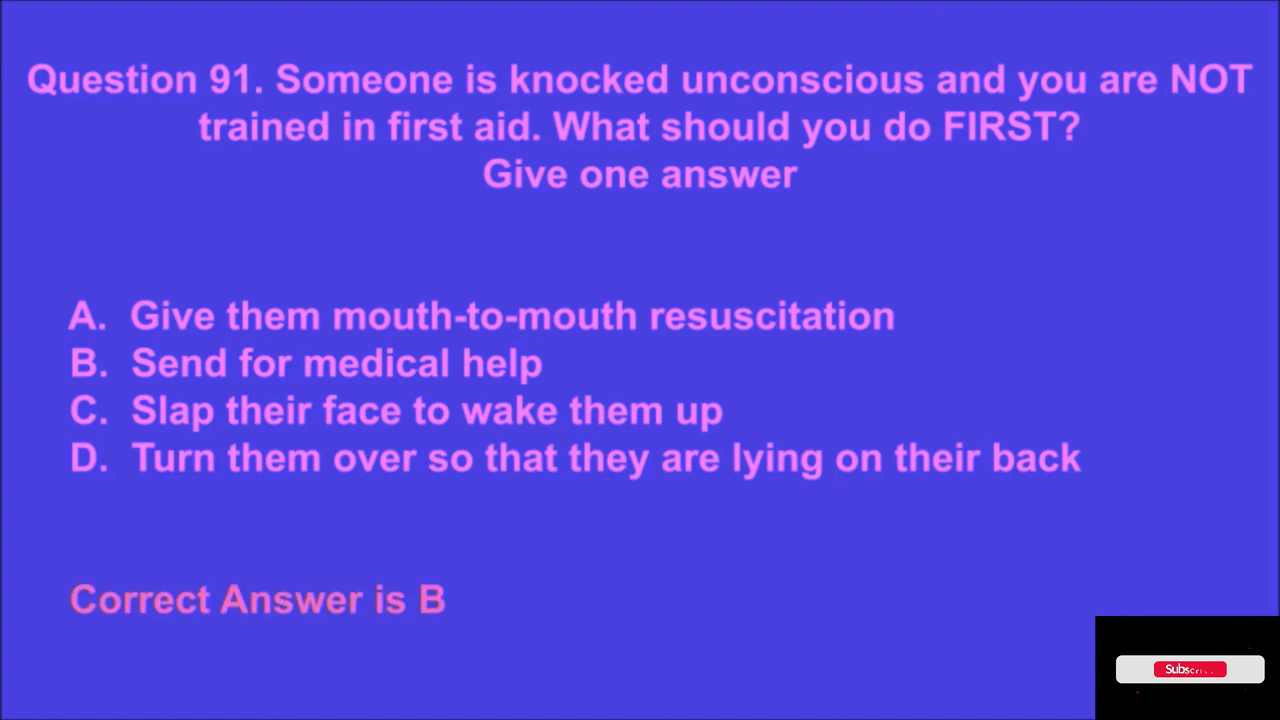 Question 91. Someone is knocked unconscious and you are NOT
trained in first aid. What should you do FIRST?
Give one answer
A. Give them mouth-to-mouth resuscitation
B. Send for medical help
C. Slap their face to wake them up
D. Turn them over so that they are lying on their back
Correct Answer is B
Subscri